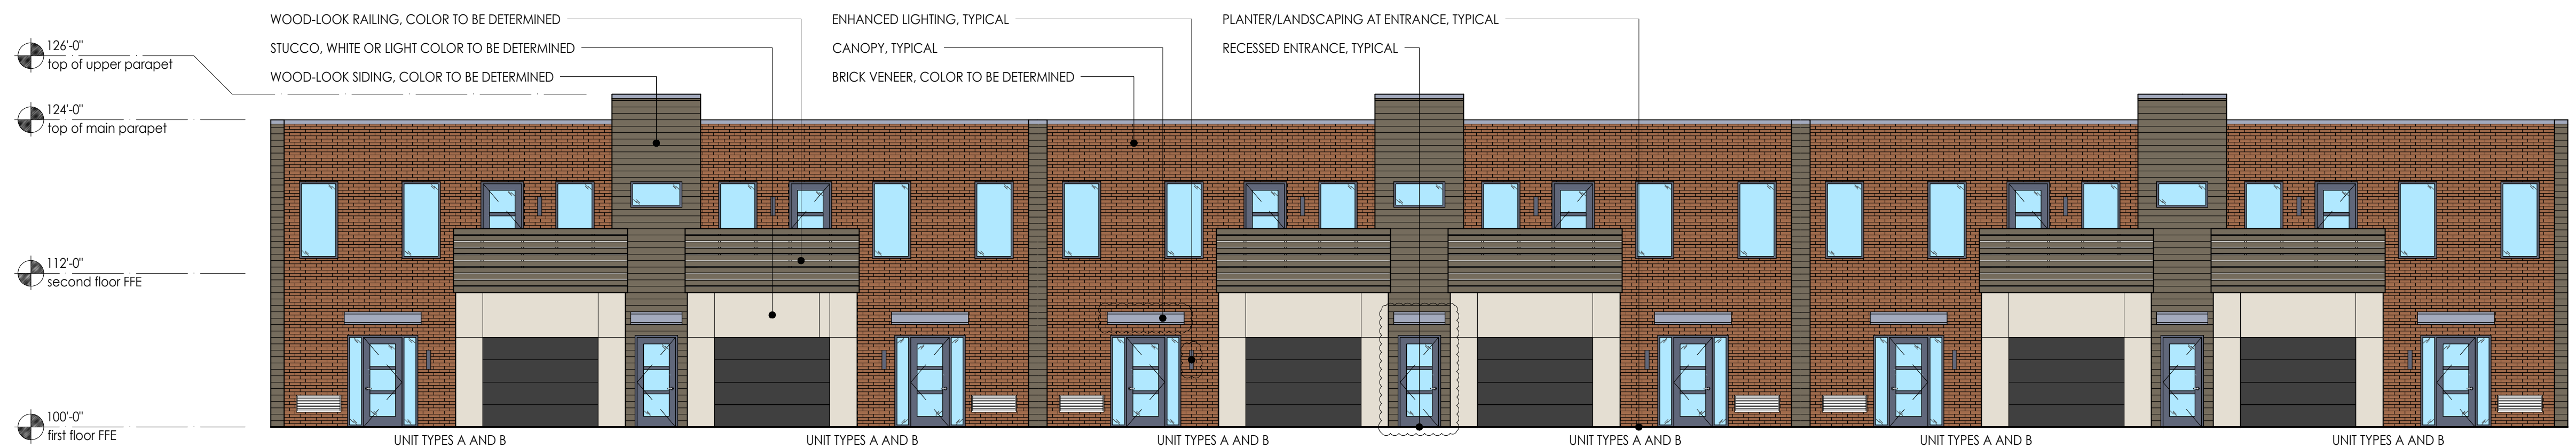 WOOD-LOOK RAILING, COLOR TO BE DETERMINED
STUCCO, WHITE OR LIGHT COLOR TO BE DETERMINED
WOOD-LOOK SIDING, COLOR TO BE DETERMINED
ENHANCED LIGHTING, TYPICAL
CANOPY, TYPICAL
BRICK VENEER, COLOR TO BE DETERMINED
PLANTER/LANDSCAPING AT ENTRANCE, TYPICAL
RECESSED ENTRANCE, TYPICAL
126'-0"
top of upper parapet
124'-0"
top of main parapet
112'-0"
second floor FFE
100'-0"
first floor FFE
UNIT TYPES A AND B
UNIT TYPES A AND B
UNIT TYPES A AND B
UNIT TYPES A AND B
UNIT TYPES A AND B
UNIT TYPES A AND B